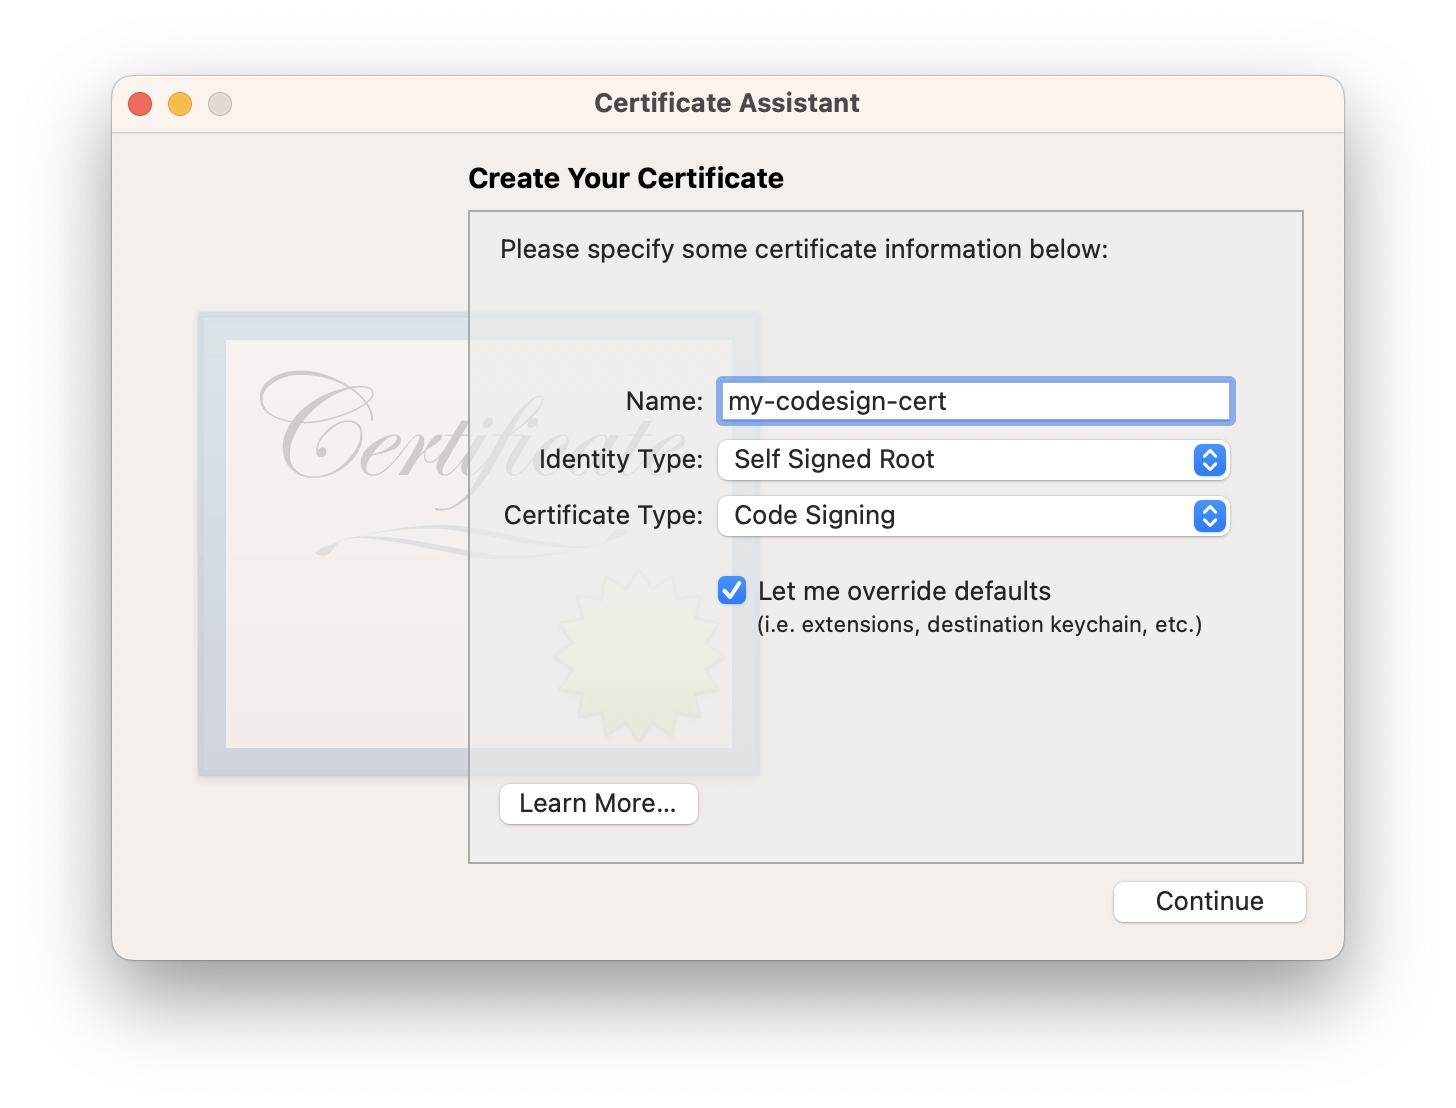 Certificate Assistant
Create Your Certificate
Please specify some certificate information below:
Certificate
Name: my-codesign-cert
Identity Type: Self Signed Root
Certificate Type: Code Signing
Let me override defaults
(i.e. extensions, destination keychain, etc.)
Learn More...
Continue